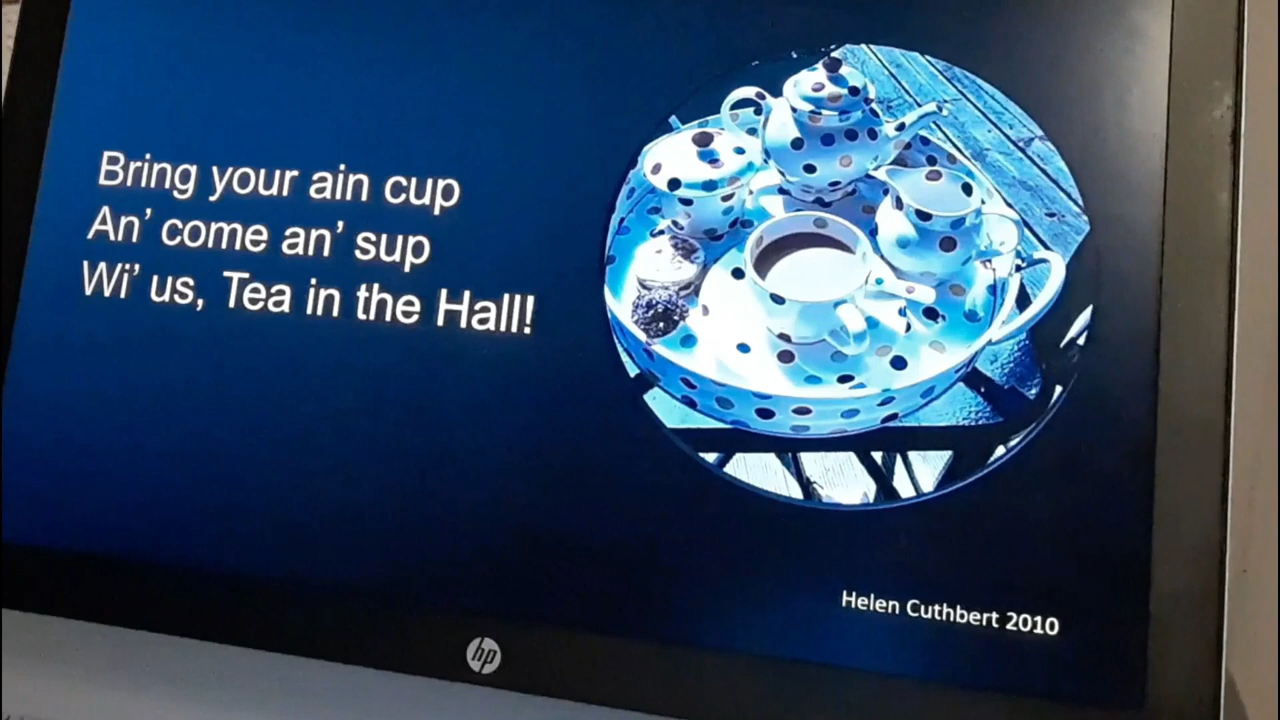 Bring your ain cup
An’ come an’ sup
Wi’ us, Tea in the Hall!
Helen Cuthbert 2010
hp